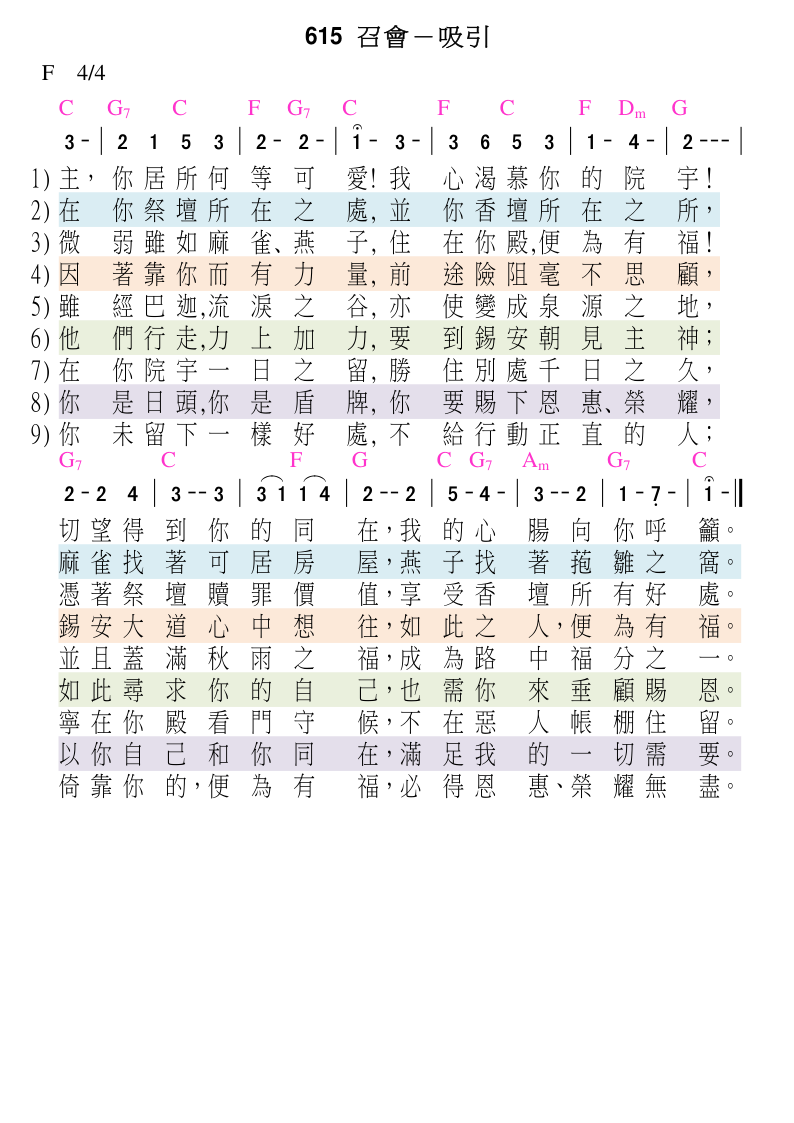 615 召會－吸引
F 4/4
C G7 C F G7 C F C F Dm G
3 - | 2 1 5 3 | 2 - 2 - | 1 - 3 - | 3 6 5 3 | 1 - 4 - | 2 - - - |
1) 主，你居所何等可愛!我心渴慕你的院宇!
2) 在你祭壇所在之處,並你香壇所在之所，
3) 微弱雖如麻雀、燕子,住在你殿,便為有福!
4) 因著靠你而有力量,前途險阻毫不思顧，
5) 雖經巴迦,流淚之谷,亦使變成泉源之地，
6) 他們行走,力上加力,要到錫安朝見主神；
7) 在你院宇一日之留,勝住別處千日之久，
8) 你是日頭,你是盾牌,你要賜下恩惠、榮耀，
9) 你未留下一樣好處,不給行動正直的人；
G7 C F G C G7 Am G7 C
2 - 2 4 | 3 - - 3 | 3 1 1 4 | 2 - - 2 | 5 - 4 - | 3 - - 2 | 1 - 7 - | 1 - ||
切望得到你的同在，我的心腸向你呼籲。
麻雀找著可居房屋，燕子找著菢雛之窩。
憑著祭壇贖罪價值，享受香壇所有好處。
錫安大道心中想往，如此之人，便為有福。
並且蓋滿秋雨之福，成為路中福分之一。
如此尋求你的自己，也需你來垂顧賜恩。
寧在你殿看門守候，不在惡人帳棚住留。
以你自己和你同在，滿足我的一切需要。
倚靠你的，便為有福，必得恩惠、榮耀無盡。